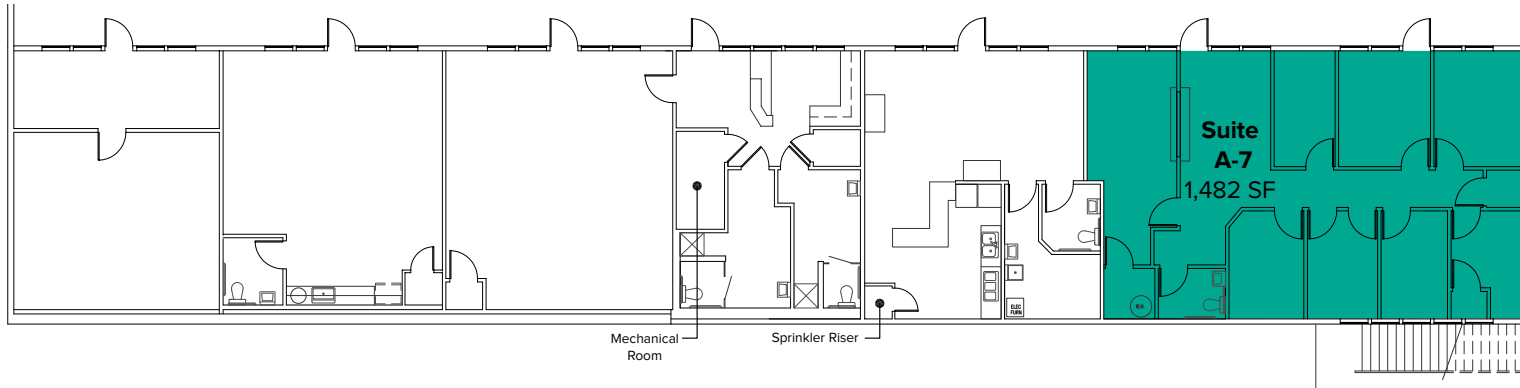 Suite
A-7
1,482 SF
Mechanical
Room
Sprinkler Riser
ELEC
FURN
W.H.